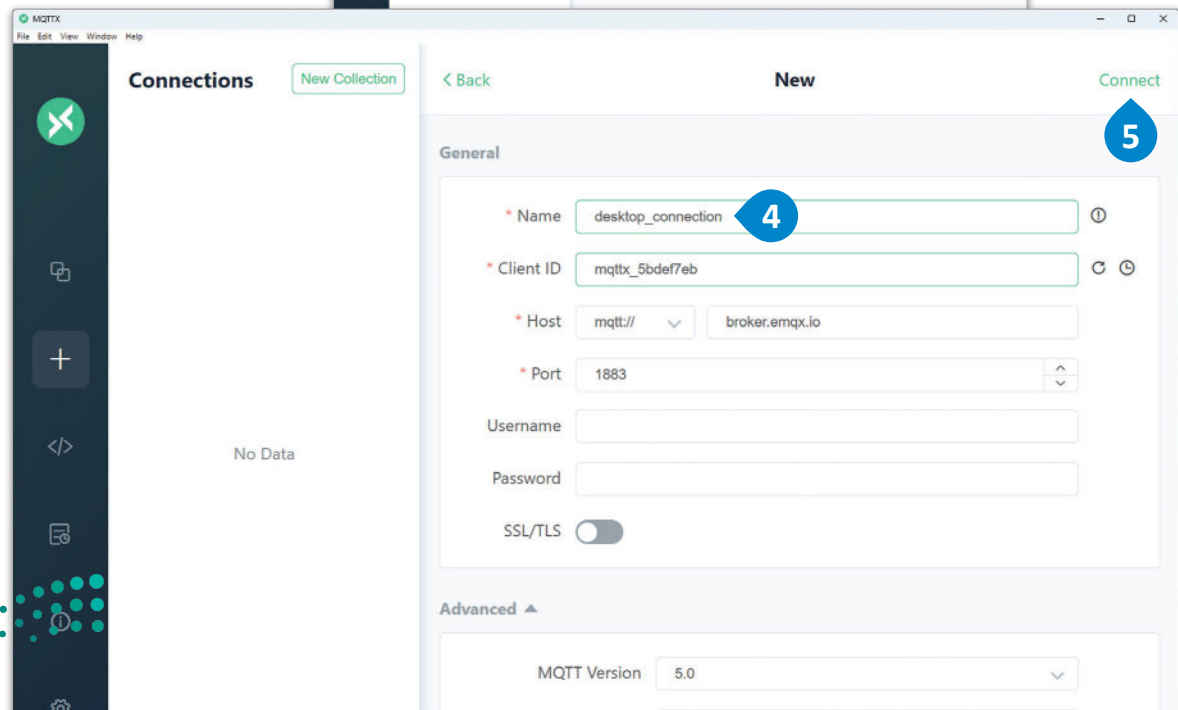 MQTTX
File Edit View Window Help
Connections
New Collection
Back
New
Connect
5
General
* Name
desktop_connection
4
* Client ID
mqttx_5bdef7eb
* Host
mqtt://
broker.emqx.io
* Port
1883
Username
Password
SSL/TLS
No Data
Advanced
MQTT Version
5.0